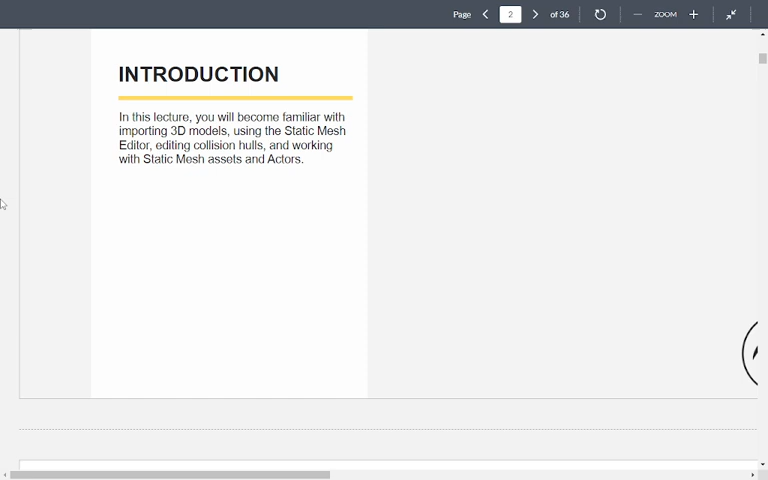 Page 2 of 36 ZOOM
INTRODUCTION
In this lecture, you will become familiar with
importing 3D models, using the Static Mesh
Editor, editing collision hulls, and working
with Static Mesh assets and Actors.